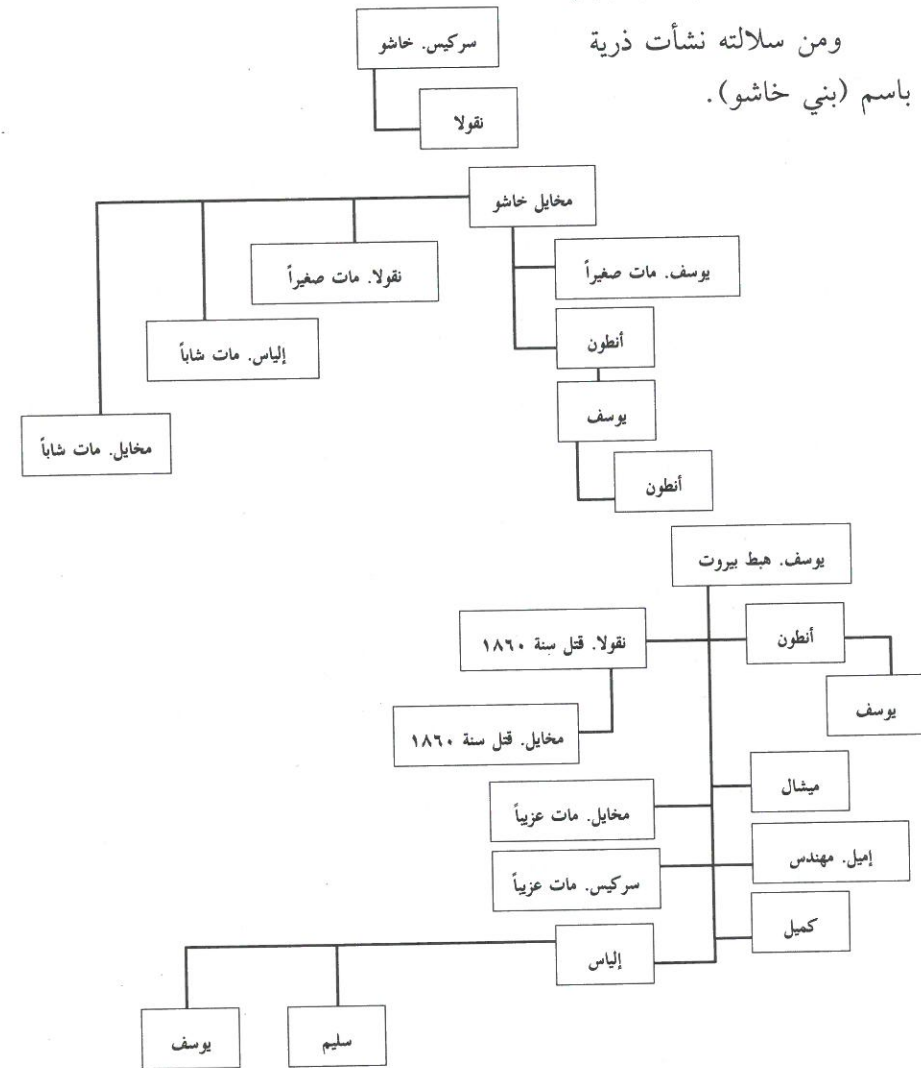 ومن سلالته نشأت ذرية
باسم (بني خاشو).
سركيس. خاشو
نقولا
مخايل خاشو
يوسف. مات صغيراً
نقولا. مات صغيراً
إلياس. مات شاباً
مخايل. مات شاباً
أنطون
يوسف
أنطون
يوسف. هبط بيروت
أنطون
نقولا. قتل سنة ١٨٦٠
يوسف
مخايل. قتل سنة ١٨٦٠
ميشال
مخايل. مات عزيباً
إميل. مهندس
سركيس. مات عزيباً
كميل
إلياس
سليم
يوسف